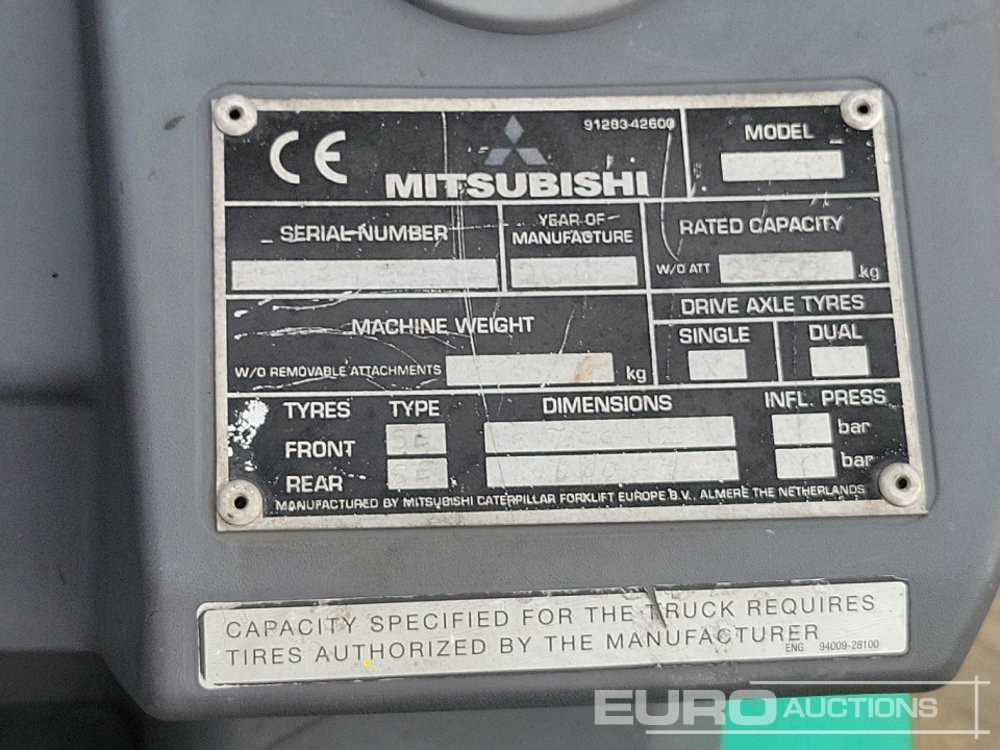 CE
91283-42600
MITSUBISHI
MODEL
SERIAL NUMBER
YEAR OF
MANUFACTURE
RATED CAPACITY
W/O ATT kg
MACHINE WEIGHT
W/O REMOVABLE ATTACHMENTS kg
DRIVE AXLE TYRES
SINGLE DUAL
X
TYRES TYPE DIMENSIONS INFL. PRESS
FRONT SE bar
REAR SE bar
MANUFACTURED BY MITSUBISHI CATERPILLAR FORKLIFT EUROPE B.V., ALMERE THE NETHERLANDS
CAPACITY SPECIFIED FOR THE TRUCK REQUIRES
TIRES AUTHORIZED BY THE MANUFACTURER
ENG 94009-28100
EURO AUCTIONS